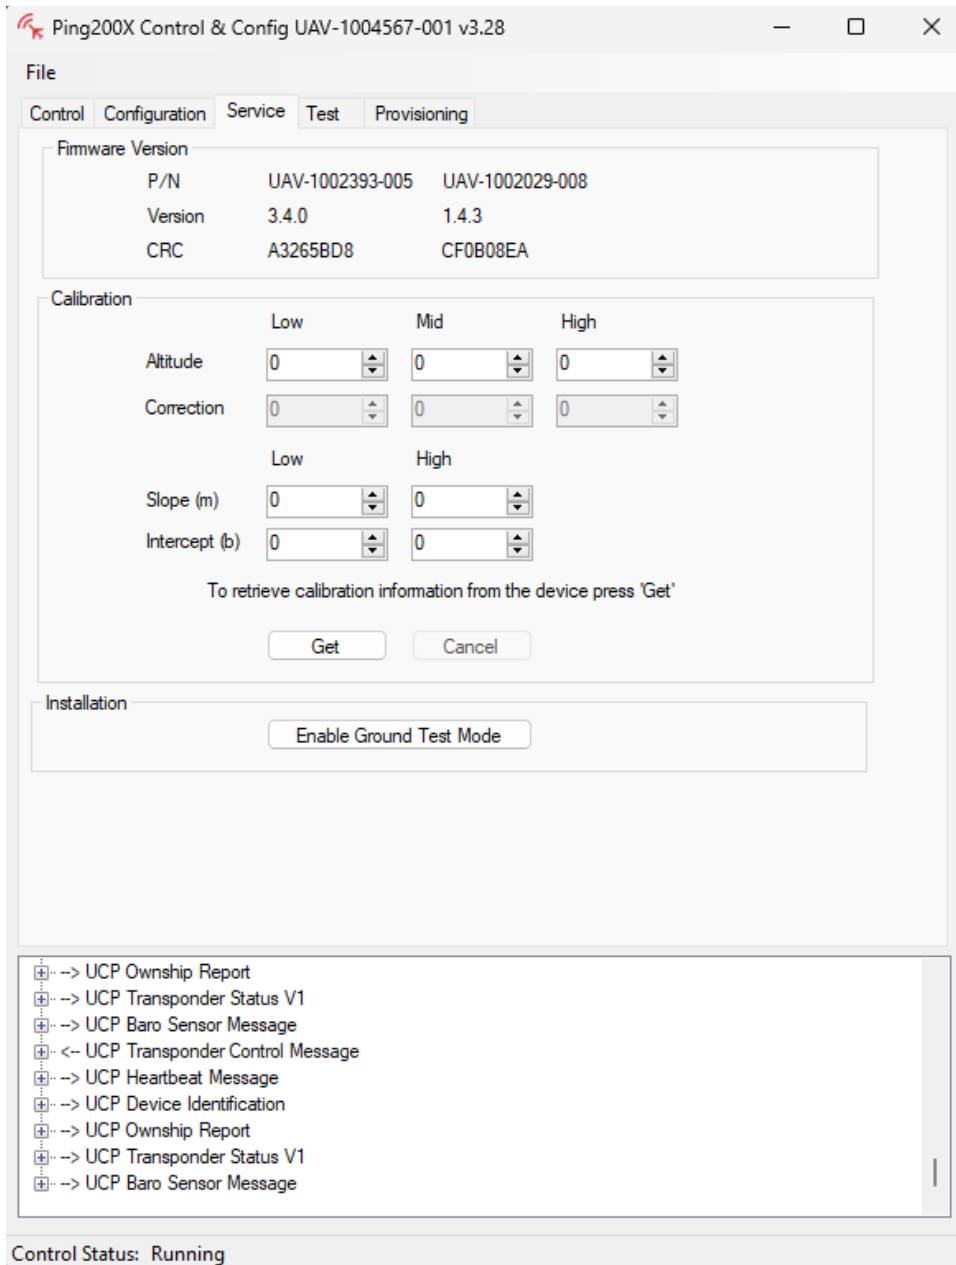 Ping200X Control & Config UAV-1004567-001 v3.28
File
Control Configuration Service Test Provisioning
Firmware Version
P/N UAV-1002393-005 UAV-1002029-008
Version 3.4.0 1.4.3
CRC A3265BD8 CF0B08EA
Calibration
Low Mid High
Altitude 0 0 0
Correction 0 0 0
Low High
Slope (m) 0 0
Intercept (b) 0 0
To retrieve calibration information from the device press 'Get'
Get Cancel
Installation
Enable Ground Test Mode
--> UCP Ownship Report
--> UCP Transponder Status V1
--> UCP Baro Sensor Message
<-- UCP Transponder Control Message
--> UCP Heartbeat Message
--> UCP Device Identification
--> UCP Ownship Report
--> UCP Transponder Status V1
--> UCP Baro Sensor Message
Control Status: Running